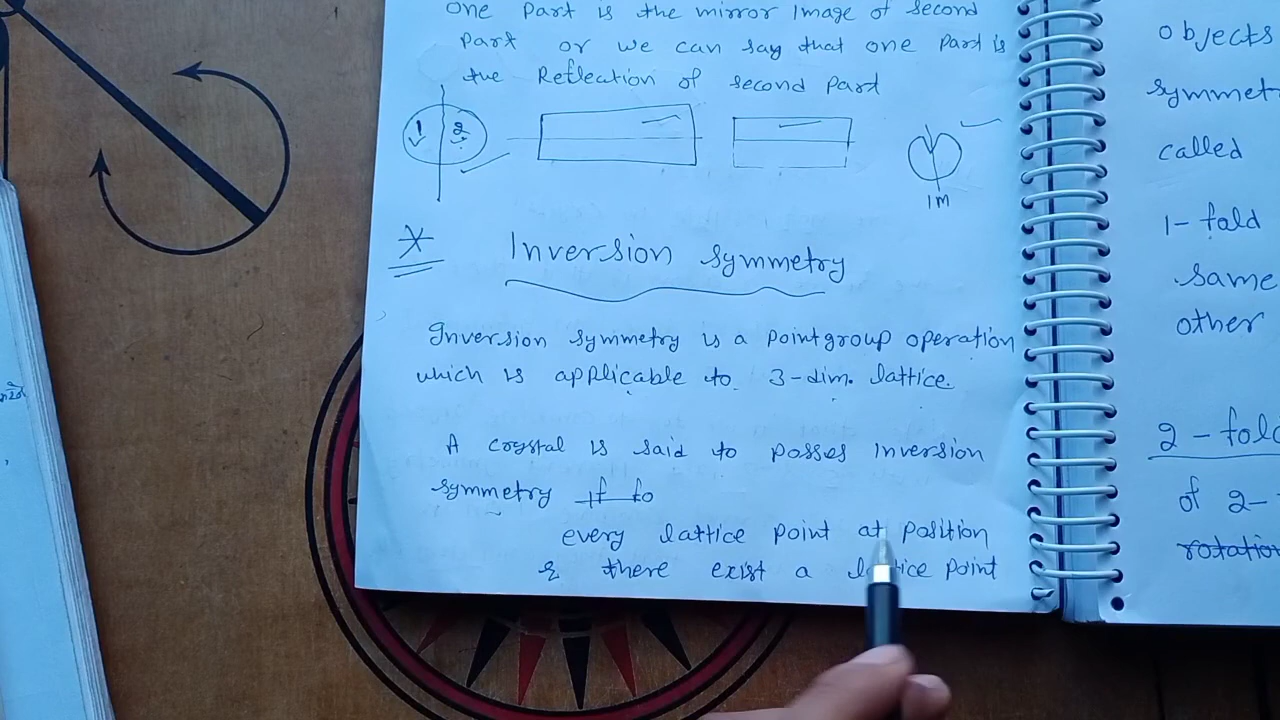 One part is the mirror Image of second
part or we can say that one part is
the Reflection of second part
1 2
1m
Inversion symmetry
Inversion symmetry is a pointgroup operation
which is applicable to 3-dim. lattice.
A crystal is said to posses inversion
symmetry if fo
every lattice point at position
r there exist a lattice point
objects
symmet
called
1- fold
same
other
2 - fold
of 2-
rotation